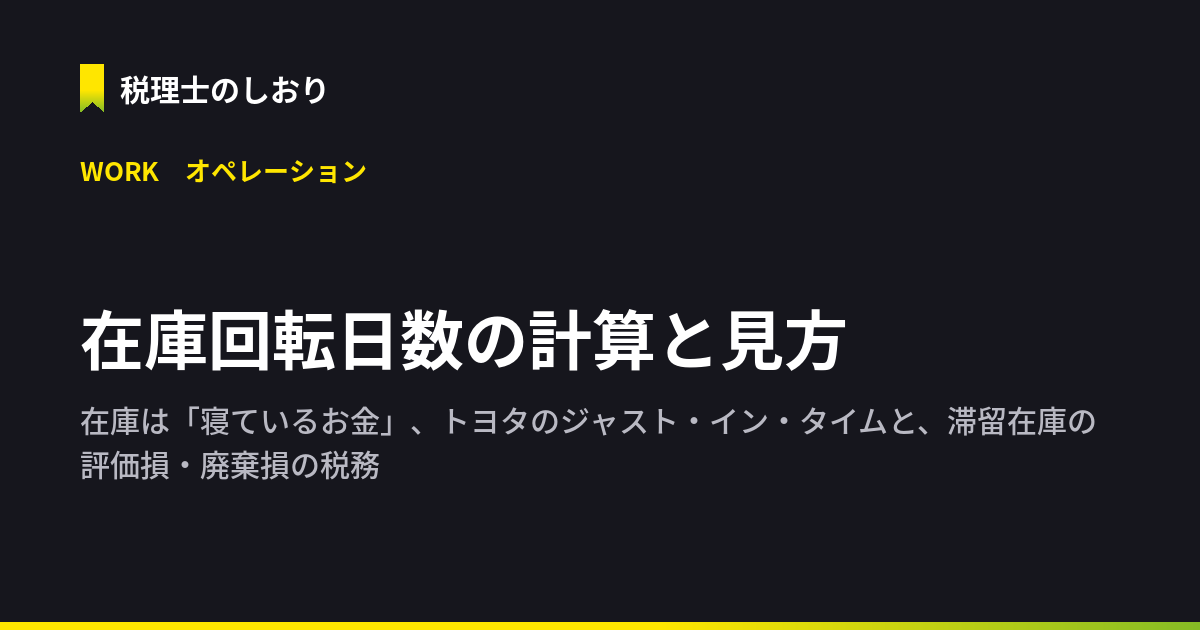 税理士のしおり
WORK　オペレーション
在庫回転日数の計算と見方
在庫は「寝ているお金」、トヨタのジャスト・イン・タイムと、滞留在庫の
評価損・廃棄損の税務